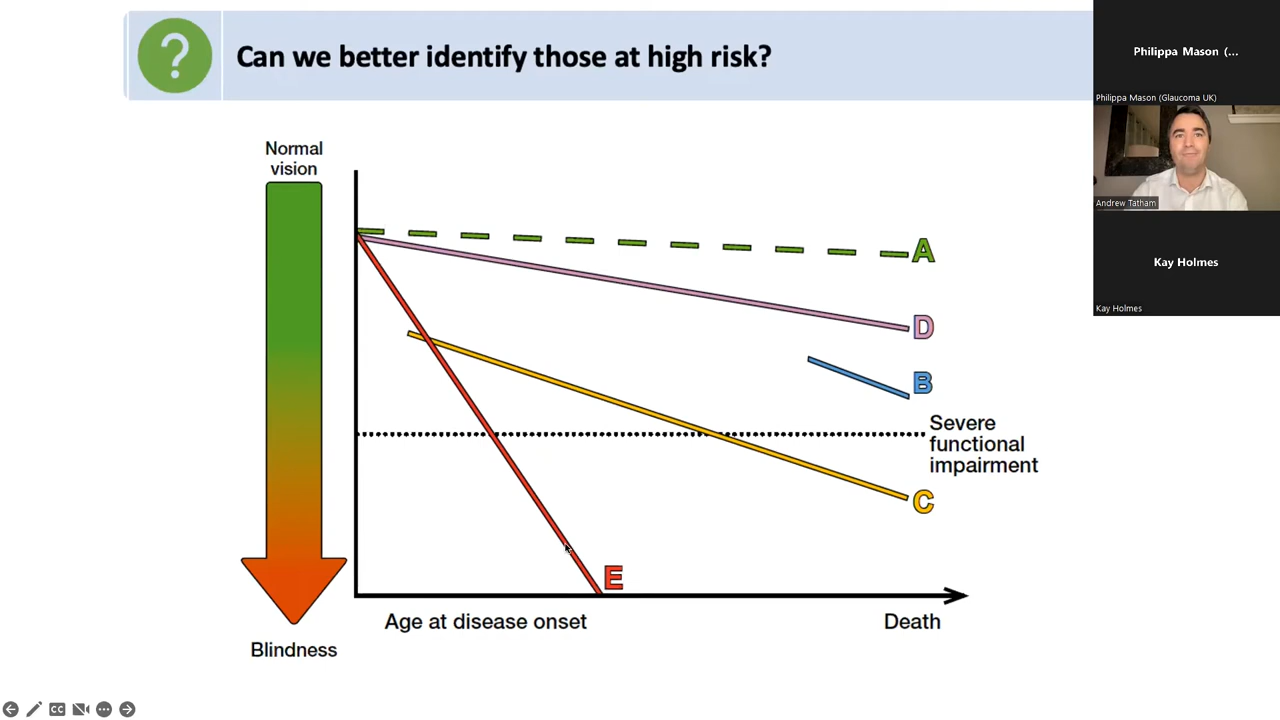 Can we better identify those at high risk?
Philippa Mason (...
Philippa Mason (Glaucoma UK)
Andrew Tatham
Kay Holmes
Kay Holmes
Normal
vision
A
D
B
Severe
functional
impairment
C
E
Age at disease onset
Death
Blindness
CC